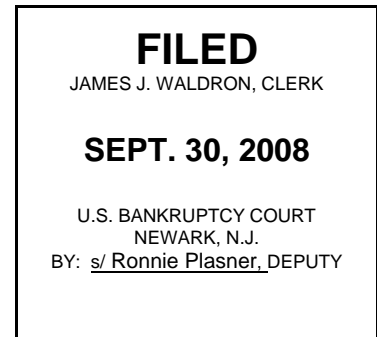 FILED
JAMES J. WALDRON, CLERK
SEPT. 30, 2008
U.S. BANKRUPTCY COURT
NEWARK, N.J.
BY: s/ Ronnie Plasner, DEPUTY